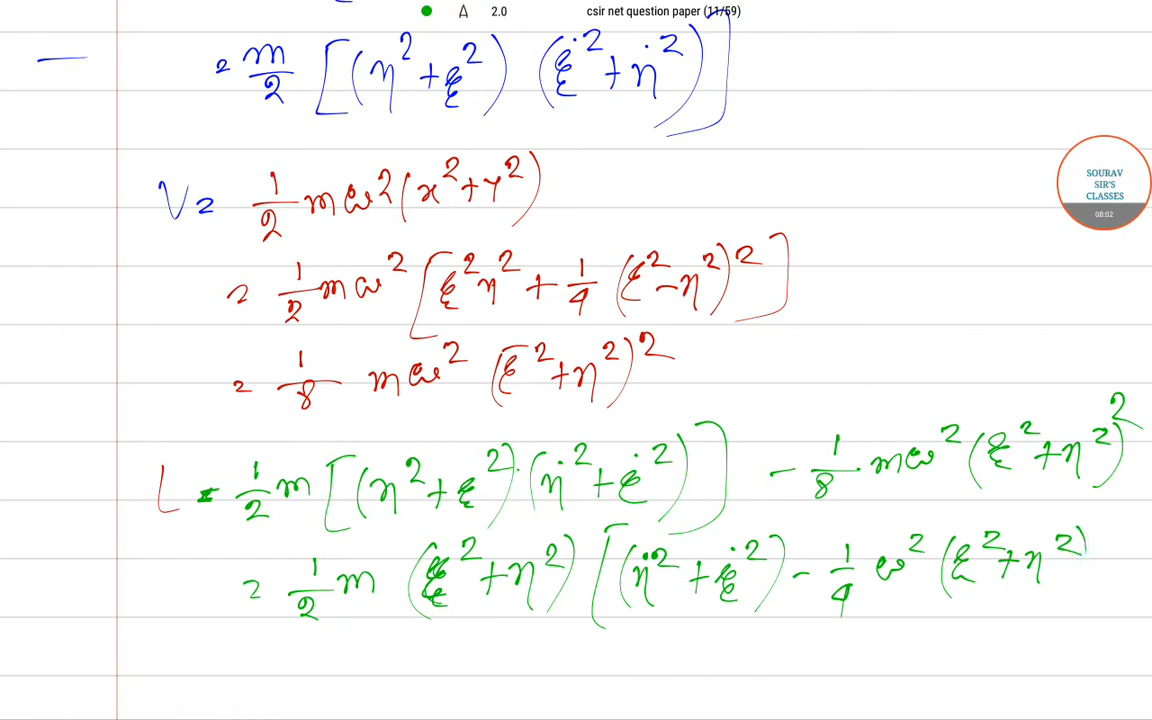 A 2.0 csir net question paper (11/59)
= m/2 [(η² + ξ²) (ξ̇² + η̇²)]
V = 1/2 mω²(x² + y²)
SOURAV
SIR'S
CLASSES
08:02
= 1/2 mω² [ξ²η² + 1/4 (ξ² - η²)²]
= 1/8 mω² (ξ² + η²)²
L = 1/2 m [(η² + ξ²)·(η̇² + ξ̇²)] - 1/8 · mω² (ξ² + η²)²
= 1/2 m (ξ² + η²) [(η̇² + ξ̇²) - 1/4 ω² (ξ² + η²)